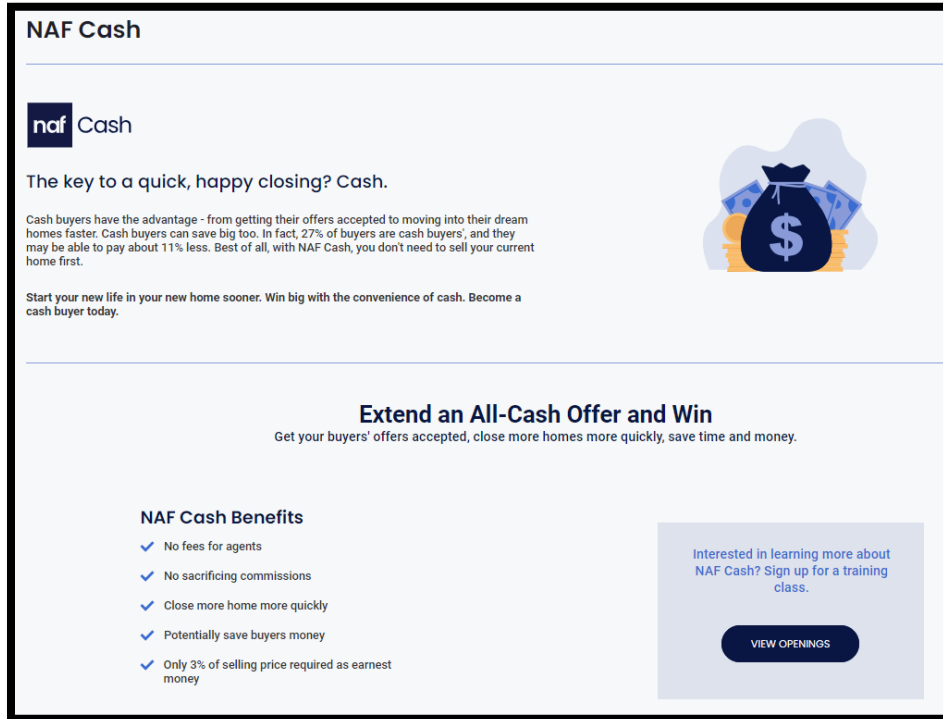 NAF Cash
naf Cash
The key to a quick, happy closing? Cash.
Cash buyers have the advantage - from getting their offers accepted to moving into their dream
homes faster. Cash buyers can save big too. In fact, 27% of buyers are cash buyers', and they
may be able to pay about 11% less. Best of all, with NAF Cash, you don't need to sell your current
home first.
Start your new life in your new home sooner. Win big with the convenience of cash. Become a
cash buyer today.
$
Extend an All-Cash Offer and Win
Get your buyers' offers accepted, close more homes more quickly, save time and money.
NAF Cash Benefits
No fees for agents
No sacrificing commissions
Close more home more quickly
Potentially save buyers money
Only 3% of selling price required as earnest
money
Interested in learning more about
NAF Cash? Sign up for a training
class.
VIEW OPENINGS